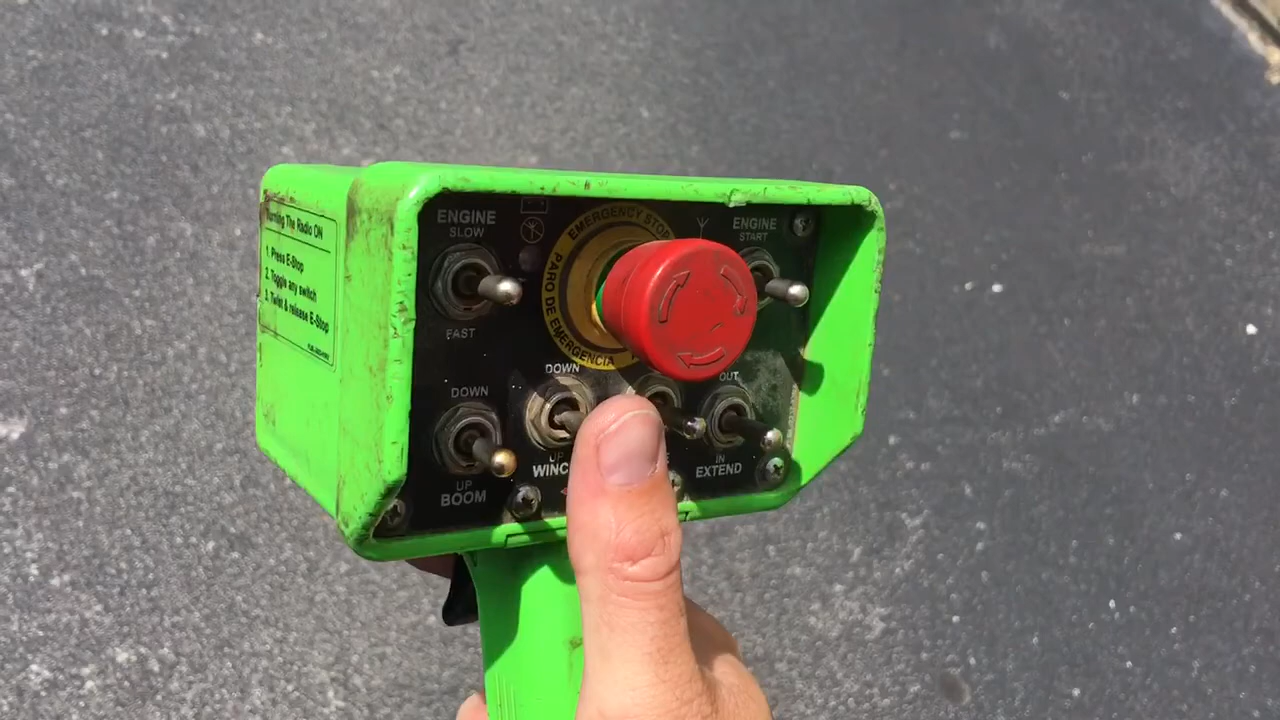 Turning The Radio ON
1. Press E-Stop
2. Toggle any switch
3. Twist & release E-Stop
ENGINE
SLOW
FAST
EMERGENCY STOP
PARO DE EMERGENCIA
ENGINE
START
DOWN
UP
BOOM
DOWN
UP
WINC
OUT
IN
EXTEND